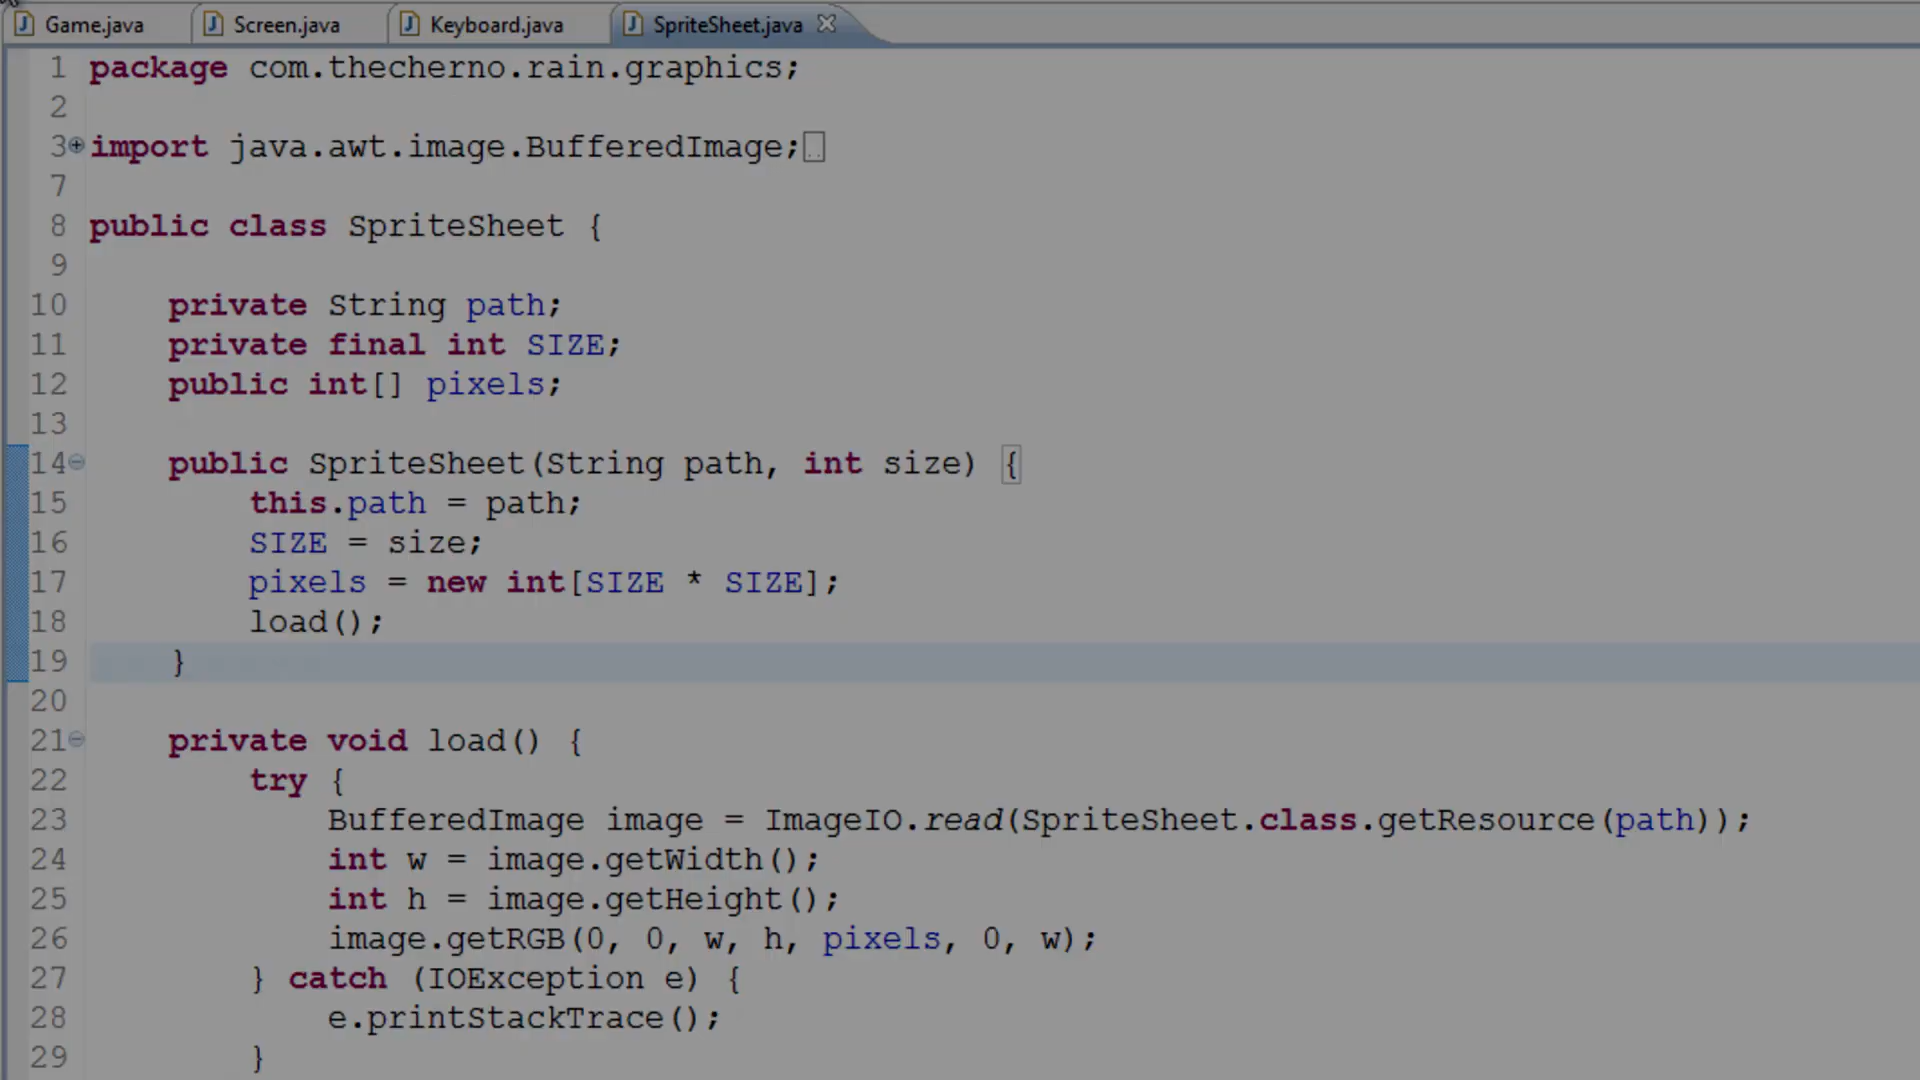 Game.java Screen.java Keyboard.java SpriteSheet.java
1 package com.thecherno.rain.graphics;
2
3 import java.awt.image.BufferedImage;
7
8 public class SpriteSheet {
9
10 private String path;
11 private final int SIZE;
12 public int[] pixels;
13
14 public SpriteSheet(String path, int size) {
15 this.path = path;
16 SIZE = size;
17 pixels = new int[SIZE * SIZE];
18 load();
19 }
20
21 private void load() {
22 try {
23 BufferedImage image = ImageIO.read(SpriteSheet.class.getResource(path));
24 int w = image.getWidth();
25 int h = image.getHeight();
26 image.getRGB(0, 0, w, h, pixels, 0, w);
27 } catch (IOException e) {
28 e.printStackTrace();
29 }